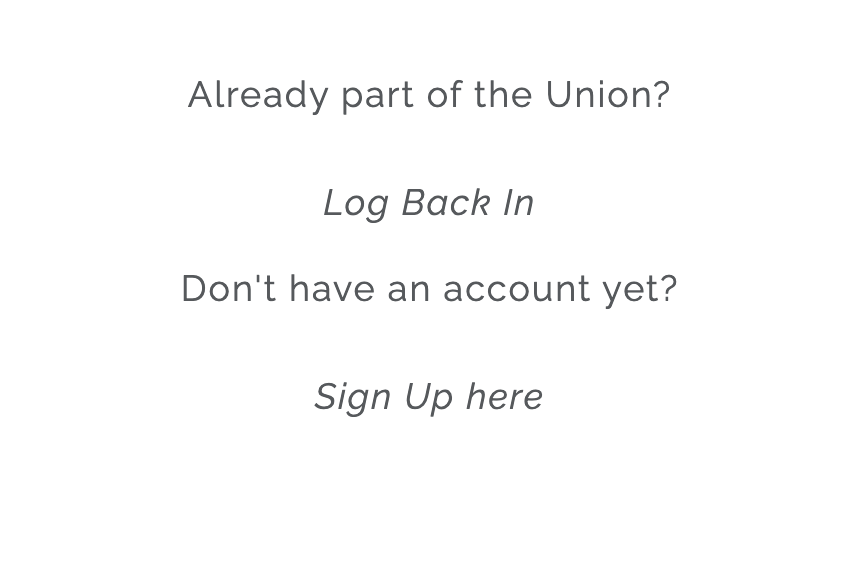 Already part of the Union?
Log Back In
Don't have an account yet?
Sign Up here